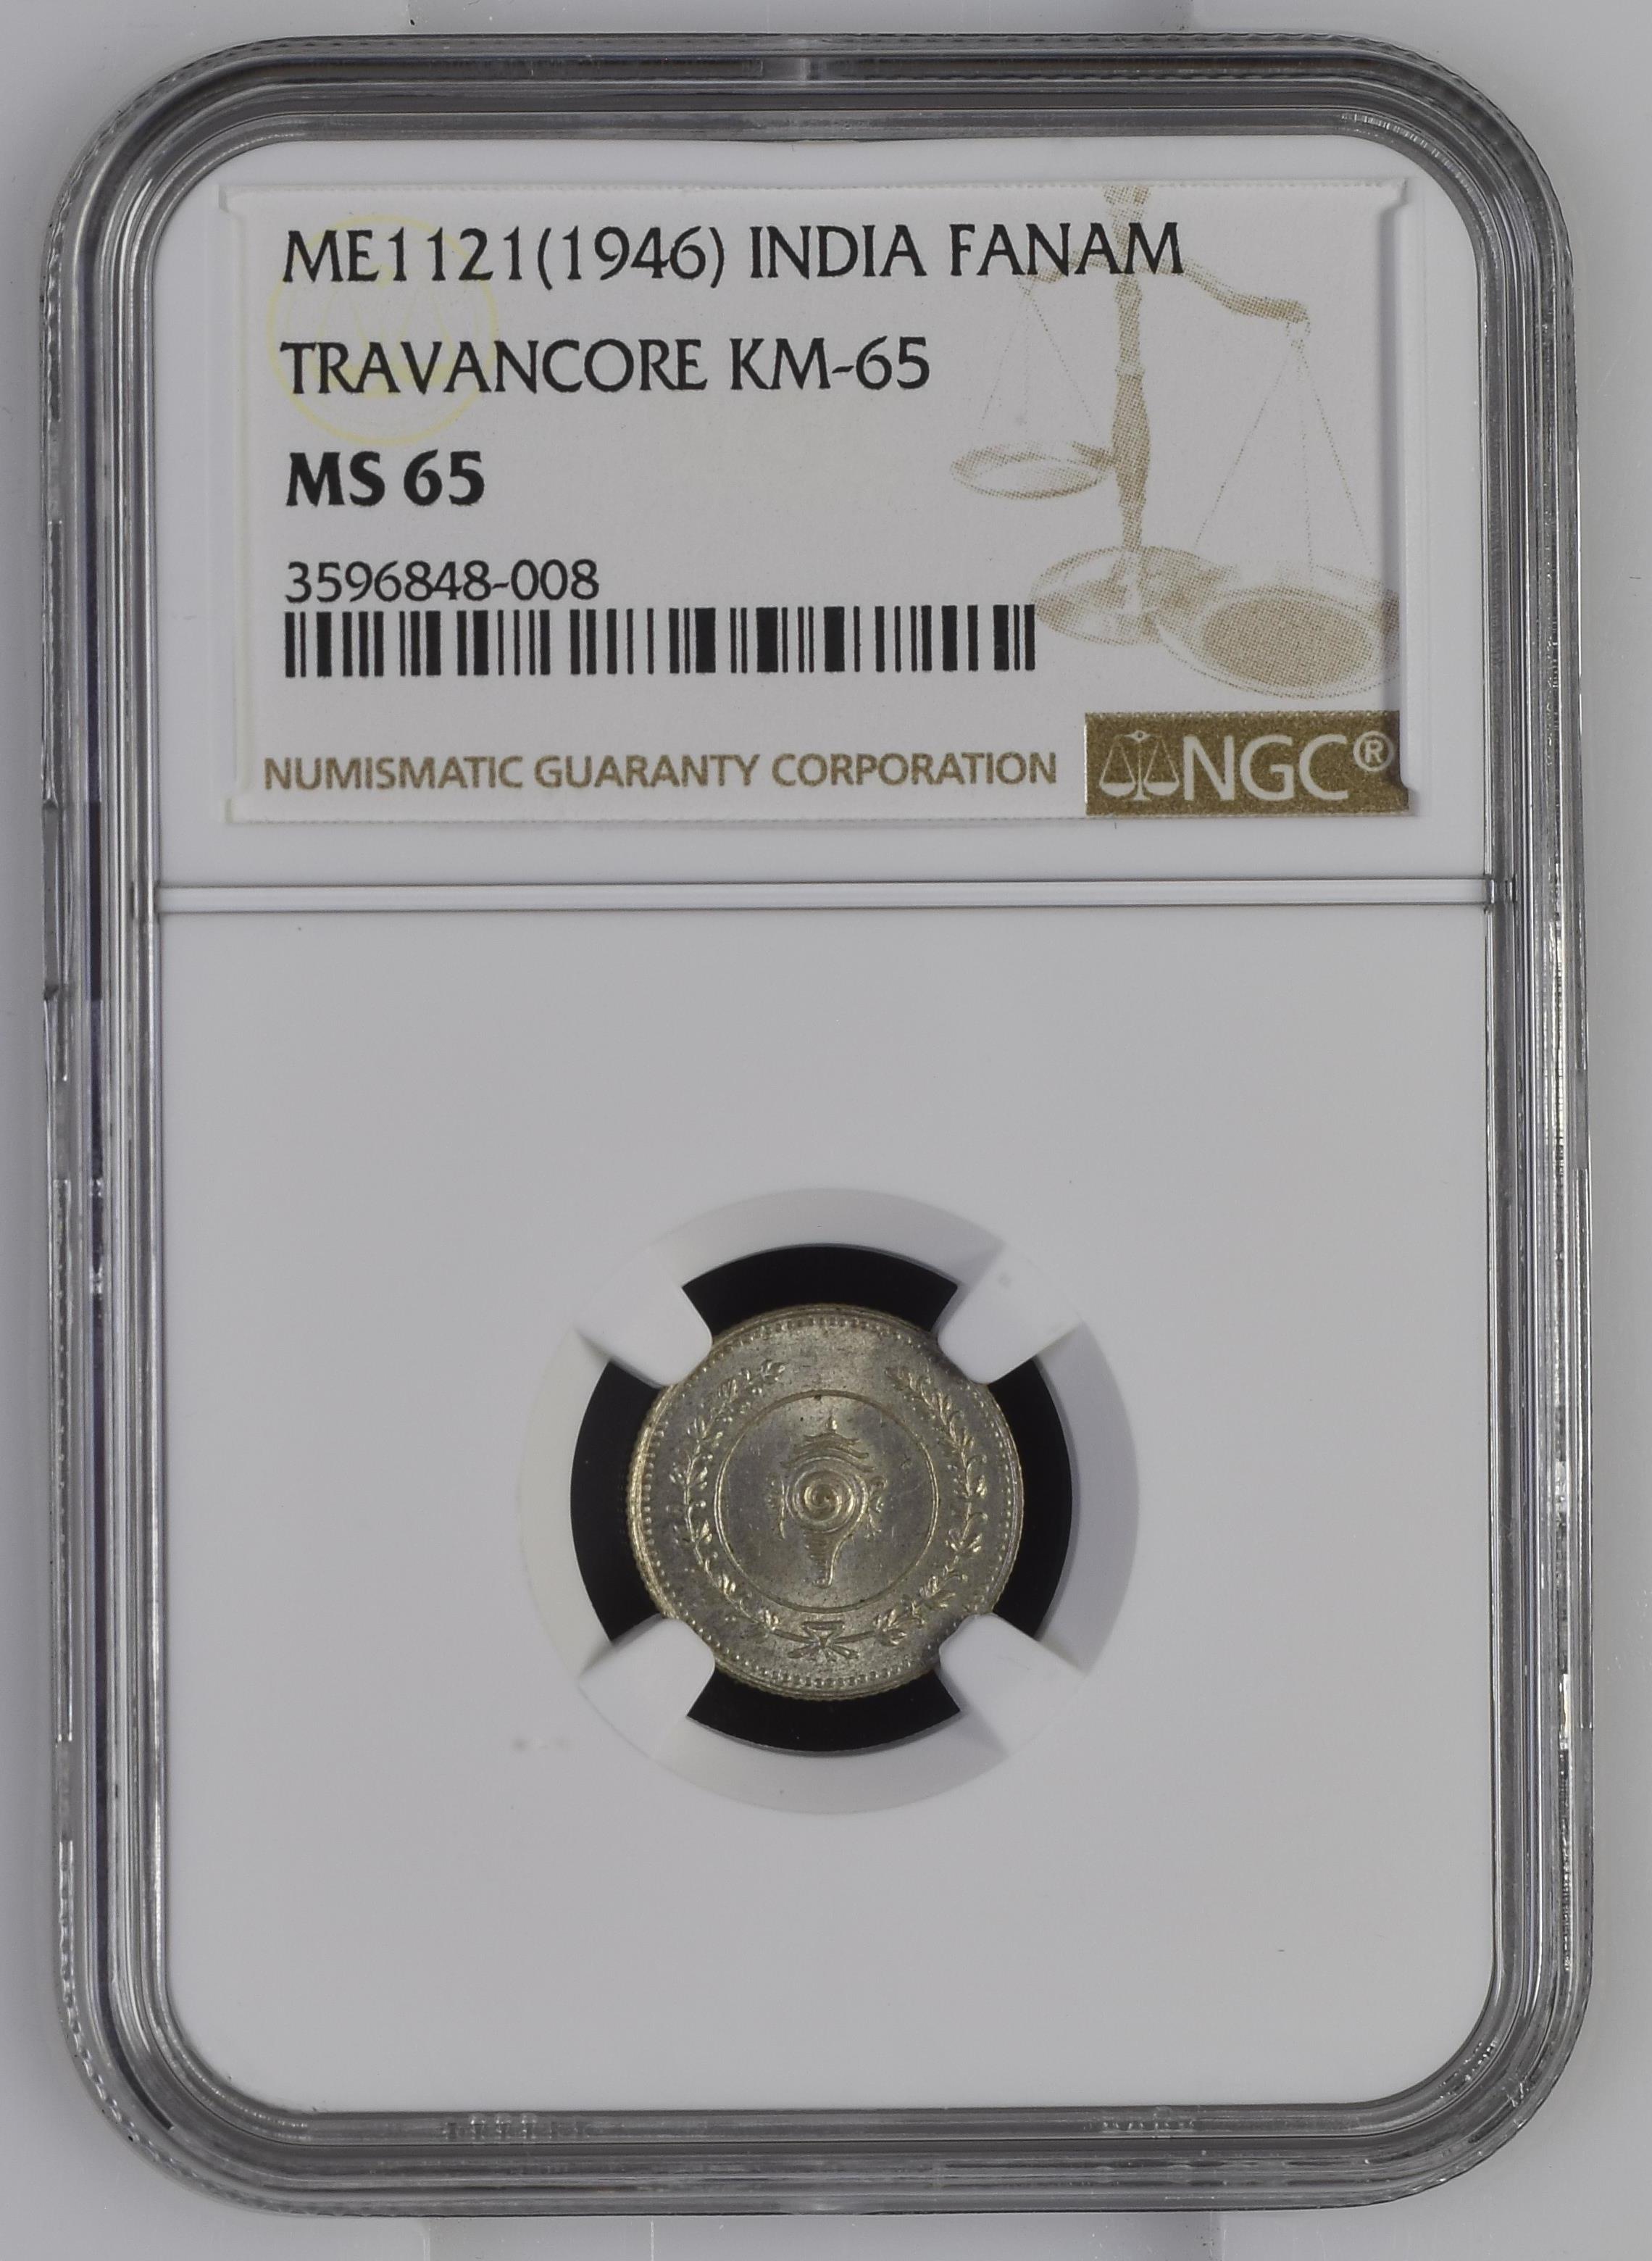 ME1121(1946) INDIA FANAM
TRAVANCORE KM-65
MS 65
3596848-008
NUMISMATIC GUARANTY CORPORATION
NGC®